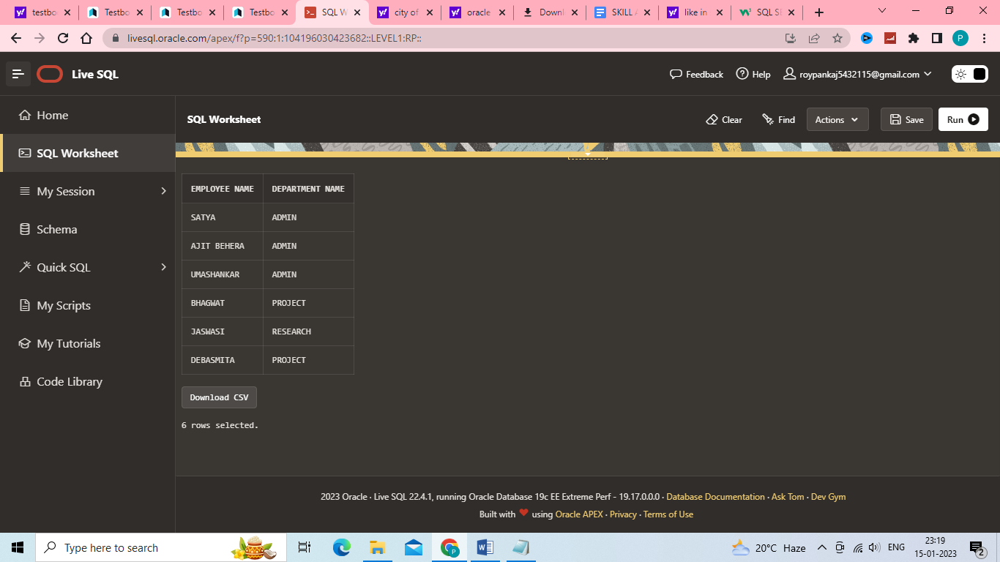 testbo
Testbo
Testbo
Testbo
SQL W
city of
oracle
Downl
SKILL A
like in
SQL SE
livesql.oracle.com/apex/f?p=590:1:104196030423682::LEVEL1:RP::
P
Live SQL
Feedback
Help
roypankaj5432115@gmail.com
Home
SQL Worksheet
My Session
Schema
Quick SQL
My Scripts
My Tutorials
Code Library
SQL Worksheet
Clear
Find
Actions
Save
Run
EMPLOYEE NAME DEPARTMENT NAME
SATYA ADMIN
AJIT BEHERA ADMIN
UMASHANKAR ADMIN
BHAGWAT PROJECT
JASWASI RESEARCH
DEBASMITA PROJECT
Download CSV
6 rows selected.
2023 Oracle · Live SQL 22.4.1, running Oracle Database 19c EE Extreme Perf - 19.17.0.0.0 · Database Documentation · Ask Tom · Dev Gym
Built with ❤ using Oracle APEX · Privacy · Terms of Use
Type here to search
20°C Haze
ENG
23:19
15-01-2023
2